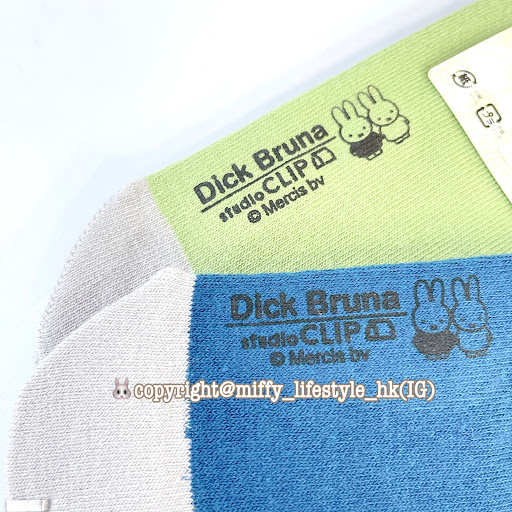 Dick Bruna
studio CLIP
© Mercis bv
Dick Bruna
studio CLIP
© Mercis bv
copyright@miffy_lifestyle_hk(IG)